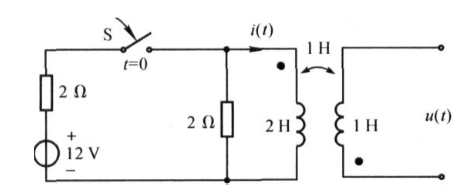 S
i(t)
1 H
t=0
2 Ω
2 Ω
2 H
1 H
u(t)
+
12 V
−